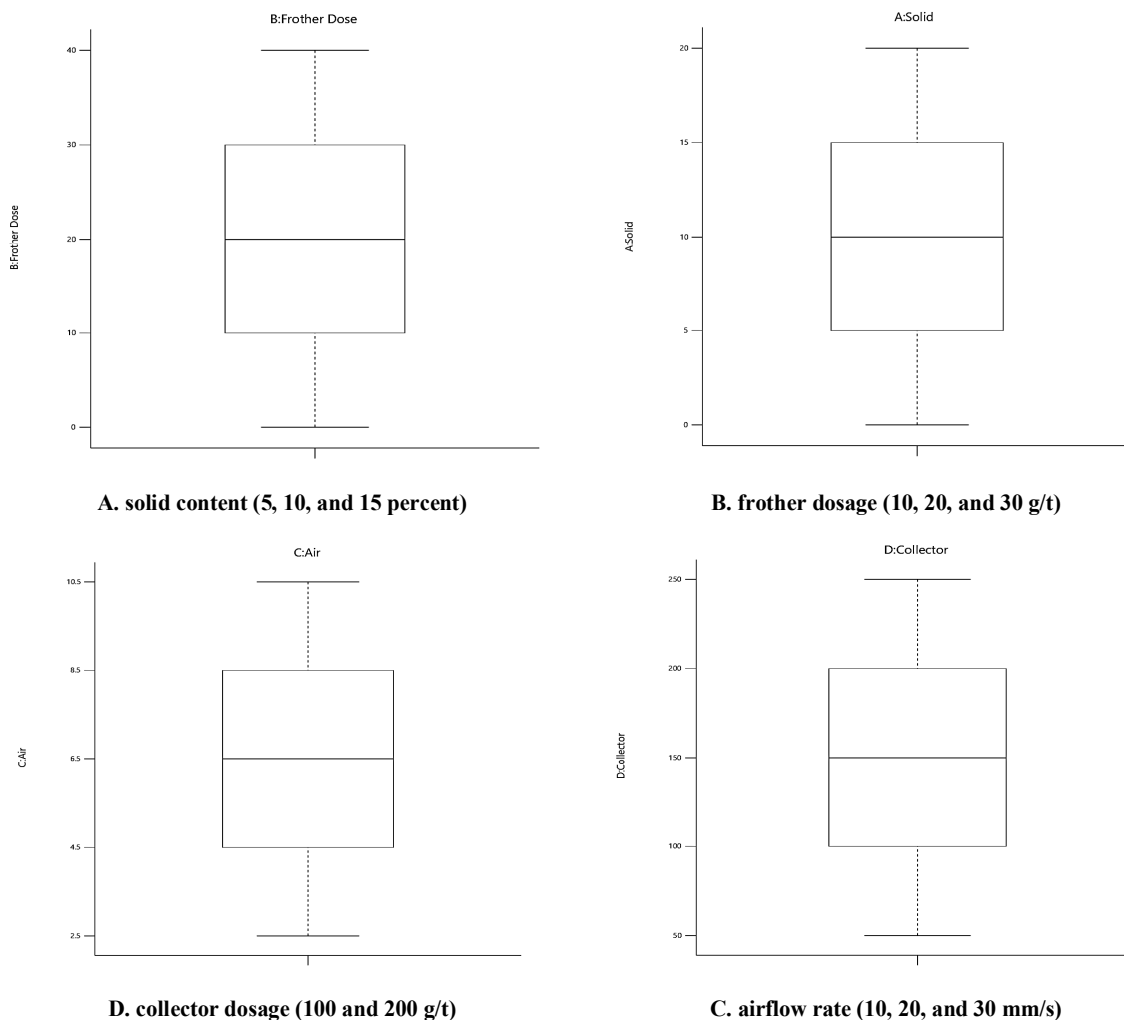 B:Frother Dose
40
30
20
10
0
B:Frother Dose
A:Solid
20
15
10
5
0
A:Solid
A. solid content (5, 10, and 15 percent)
B. frother dosage (10, 20, and 30 g/t)
C:Air
10.5
8.5
6.5
4.5
2.5
C:Air
D:Collector
250
200
150
100
50
D:Collector
D. collector dosage (100 and 200 g/t)
C. airflow rate (10, 20, and 30 mm/s)